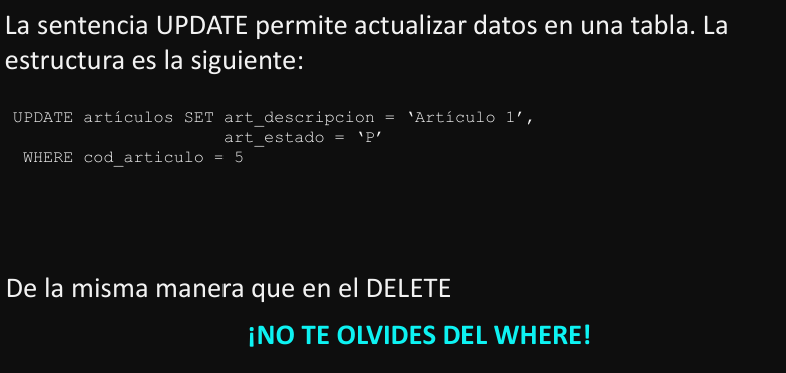 La sentencia UPDATE permite actualizar datos en una tabla. La
estructura es la siguiente:
UPDATE artículos SET art_descripcion = ‘Artículo 1’,
art_estado = ‘P’
WHERE cod_articulo = 5
De la misma manera que en el DELETE
¡NO TE OLVIDES DEL WHERE!